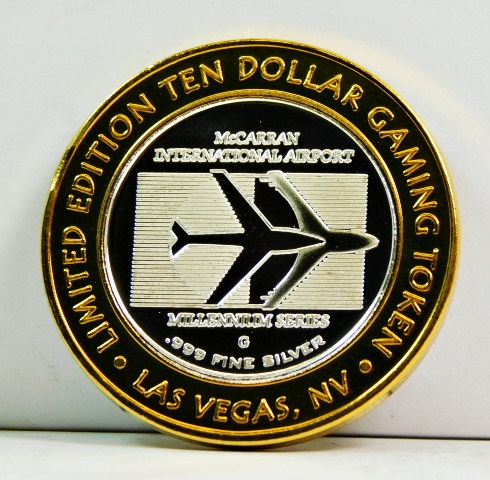 LIMITED EDITION TEN DOLLAR GAMING TOKEN
• LAS VEGAS, NV •
McCARRAN
INTERNATIONAL AIRPORT
MILLENNIUM SERIES
G
.999 FINE SILVER